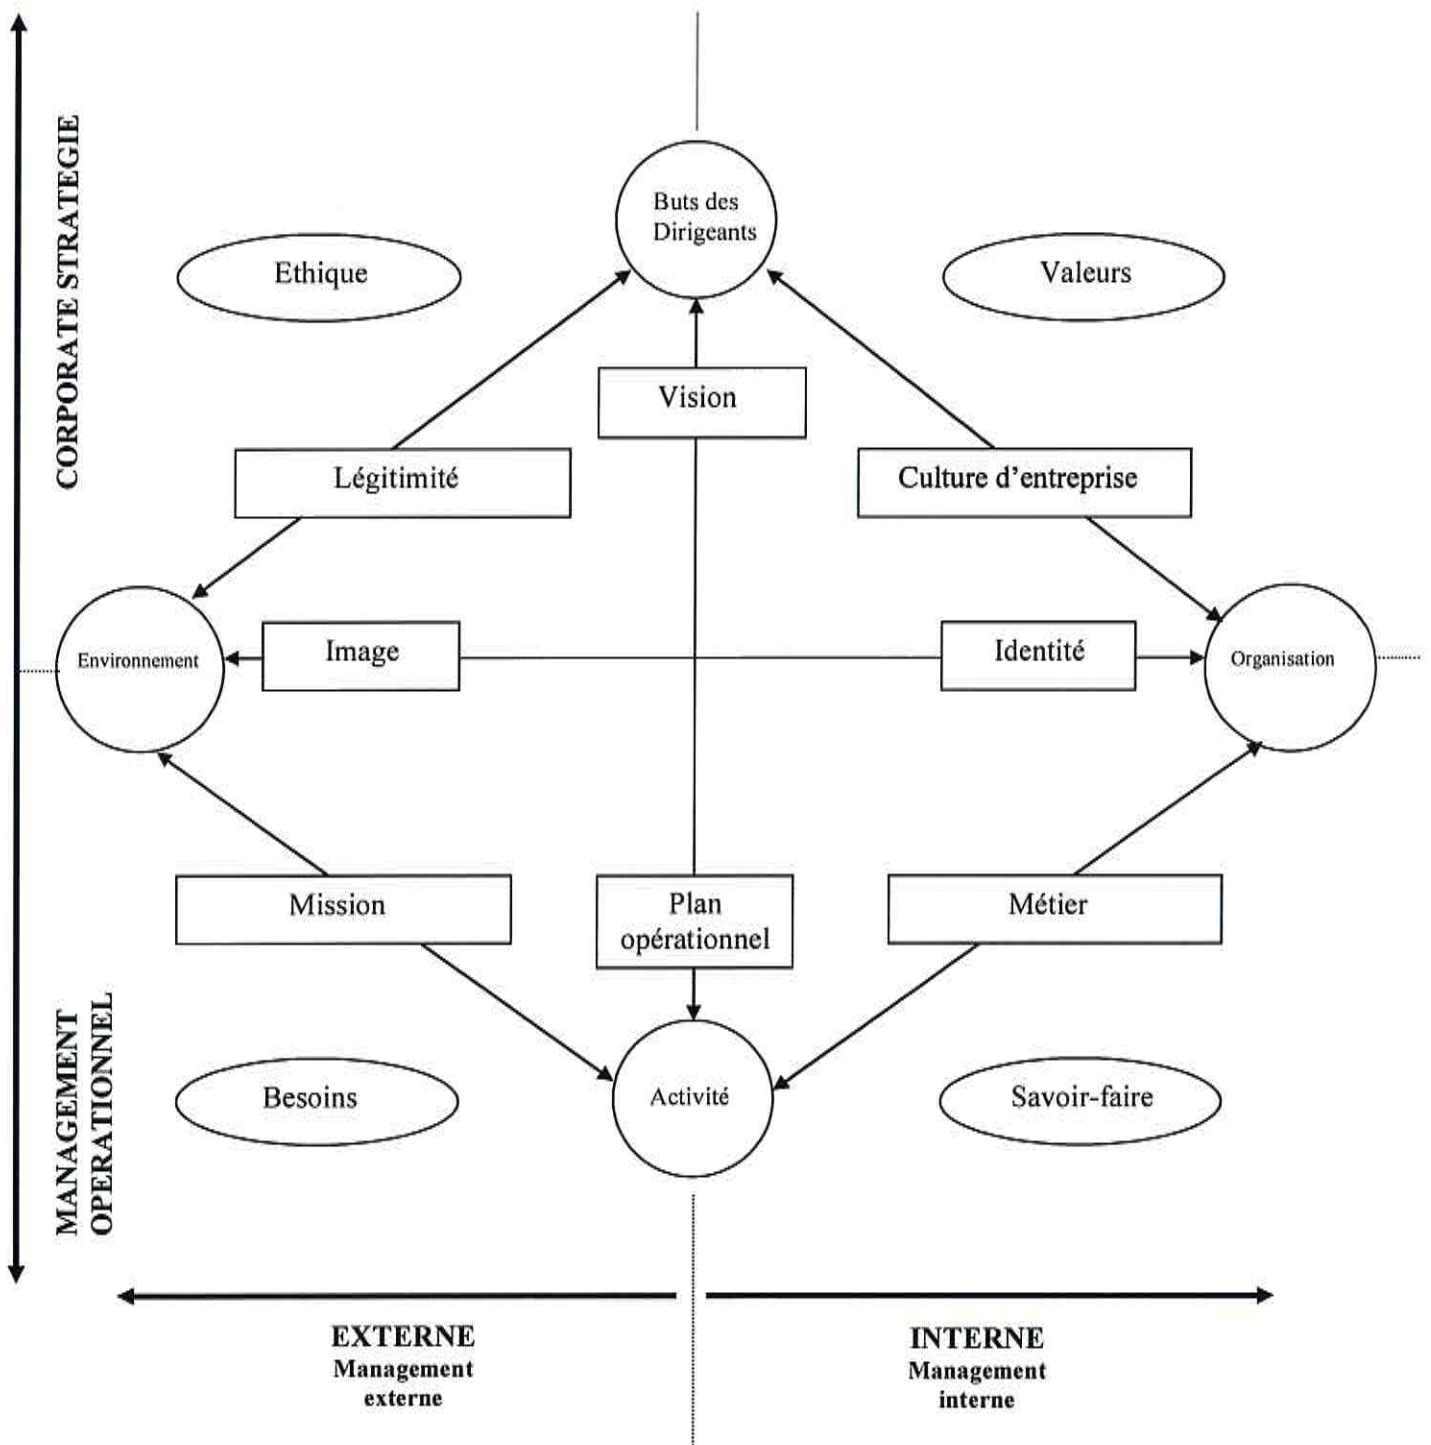 CORPORATE STRATEGIE
Buts des
Dirigeants
Ethique
Valeurs
Vision
Légitimité
Culture d’entreprise
Environnement
Image
Identité
Organisation
Mission
Plan
opérationnel
Métier
MANAGEMENT
OPERATIONNEL
Besoins
Activité
Savoir-faire
EXTERNE
Management
externe
INTERNE
Management
interne